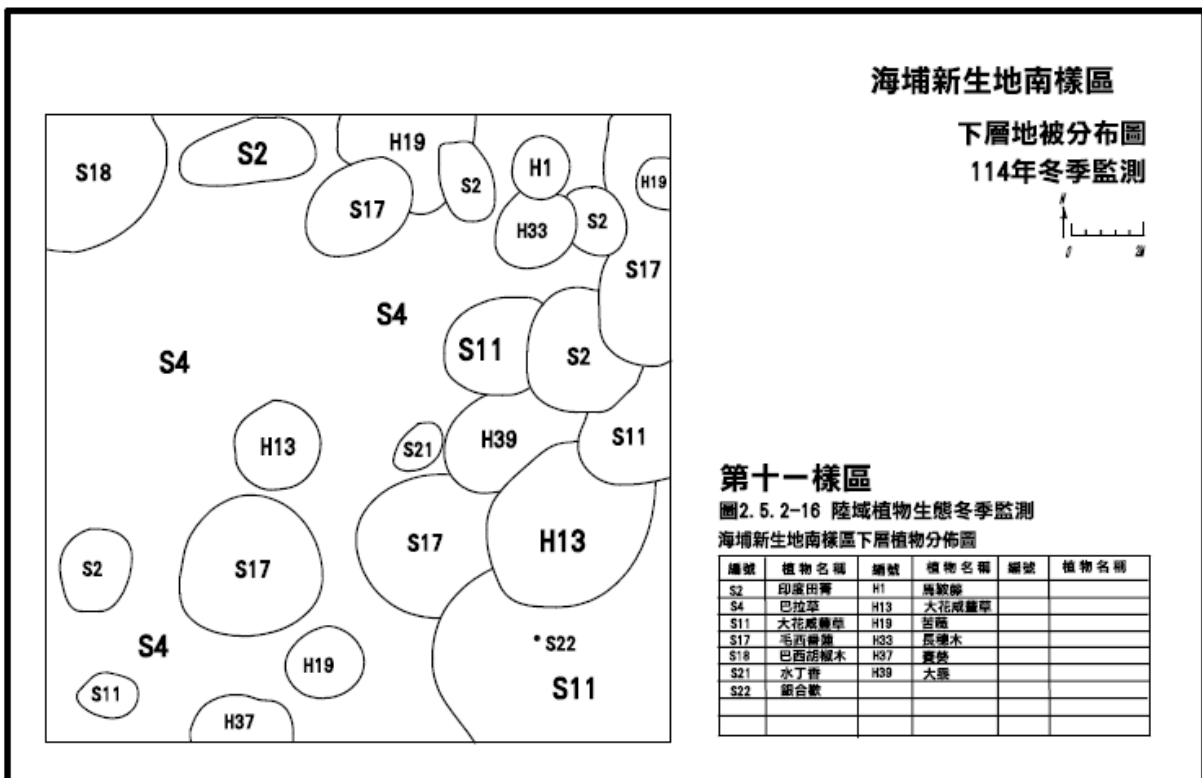 海埔新生地南樣區
下層地被分布圖
114年冬季監測
N
0 2M
S18
S2
H19
S17
S2
H1
H33
S2
H19
S17
S4
S4
S11
S2
H13
S21
H39
S11
S2
S17
S17
H13
S4
S11
H19
H37
S22
S11
第十一樣區
圖2.5.2-16 陸域植物生態冬季監測
海埔新生地南樣區下層植物分佈圖
編號 植物名稱 編號 植物名稱 編號 植物名稱
S2 印度田菁 H1 馬鞍藤
S4 巴拉草 H13 大花咸豐草
S11 大花咸豐草 H19 苦蘵
S17 毛西番蓮 H33 長穗木
S18 巴西胡椒木 H37 賽葵
S21 水丁香 H39 大黍
S22 銀合歡